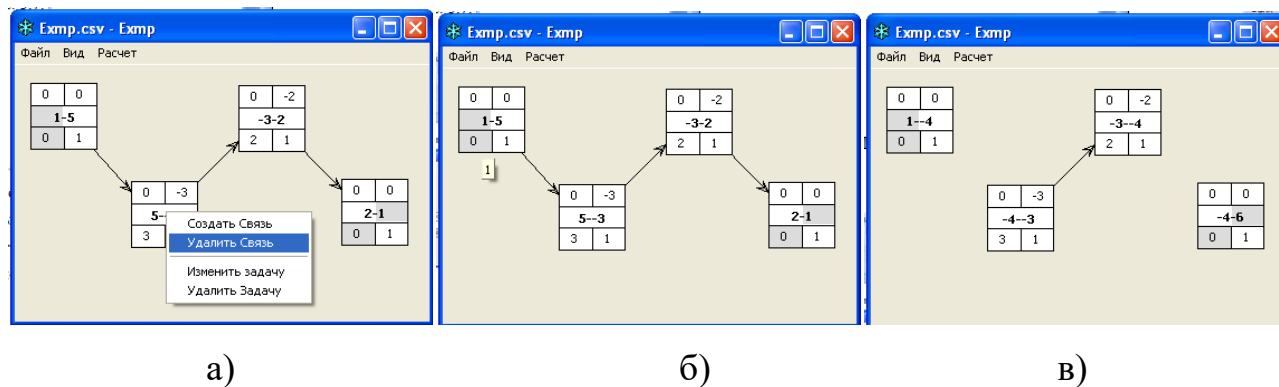 Exmp.csv - Exmp
Файл Вид Расчет
0 0
1-5
0 1
0 -2
-3-2
2 1
0 -3
5-
3
0 0
2-1
0 1
Создать Связь
Удалить Связь
Изменить задачу
Удалить Задачу
а)
Exmp.csv - Exmp
Файл Вид Расчет
0 0
1-5
0 1
1
0 -2
-3-2
2 1
0 -3
5--3
3 1
0 0
2-1
0 1
б)
Exmp.csv - Exmp
Файл Вид Расчет
0 0
1--4
0 1
0 -2
-3--4
2 1
0 -3
-4--3
3 1
0 0
-4-6
0 1
в)